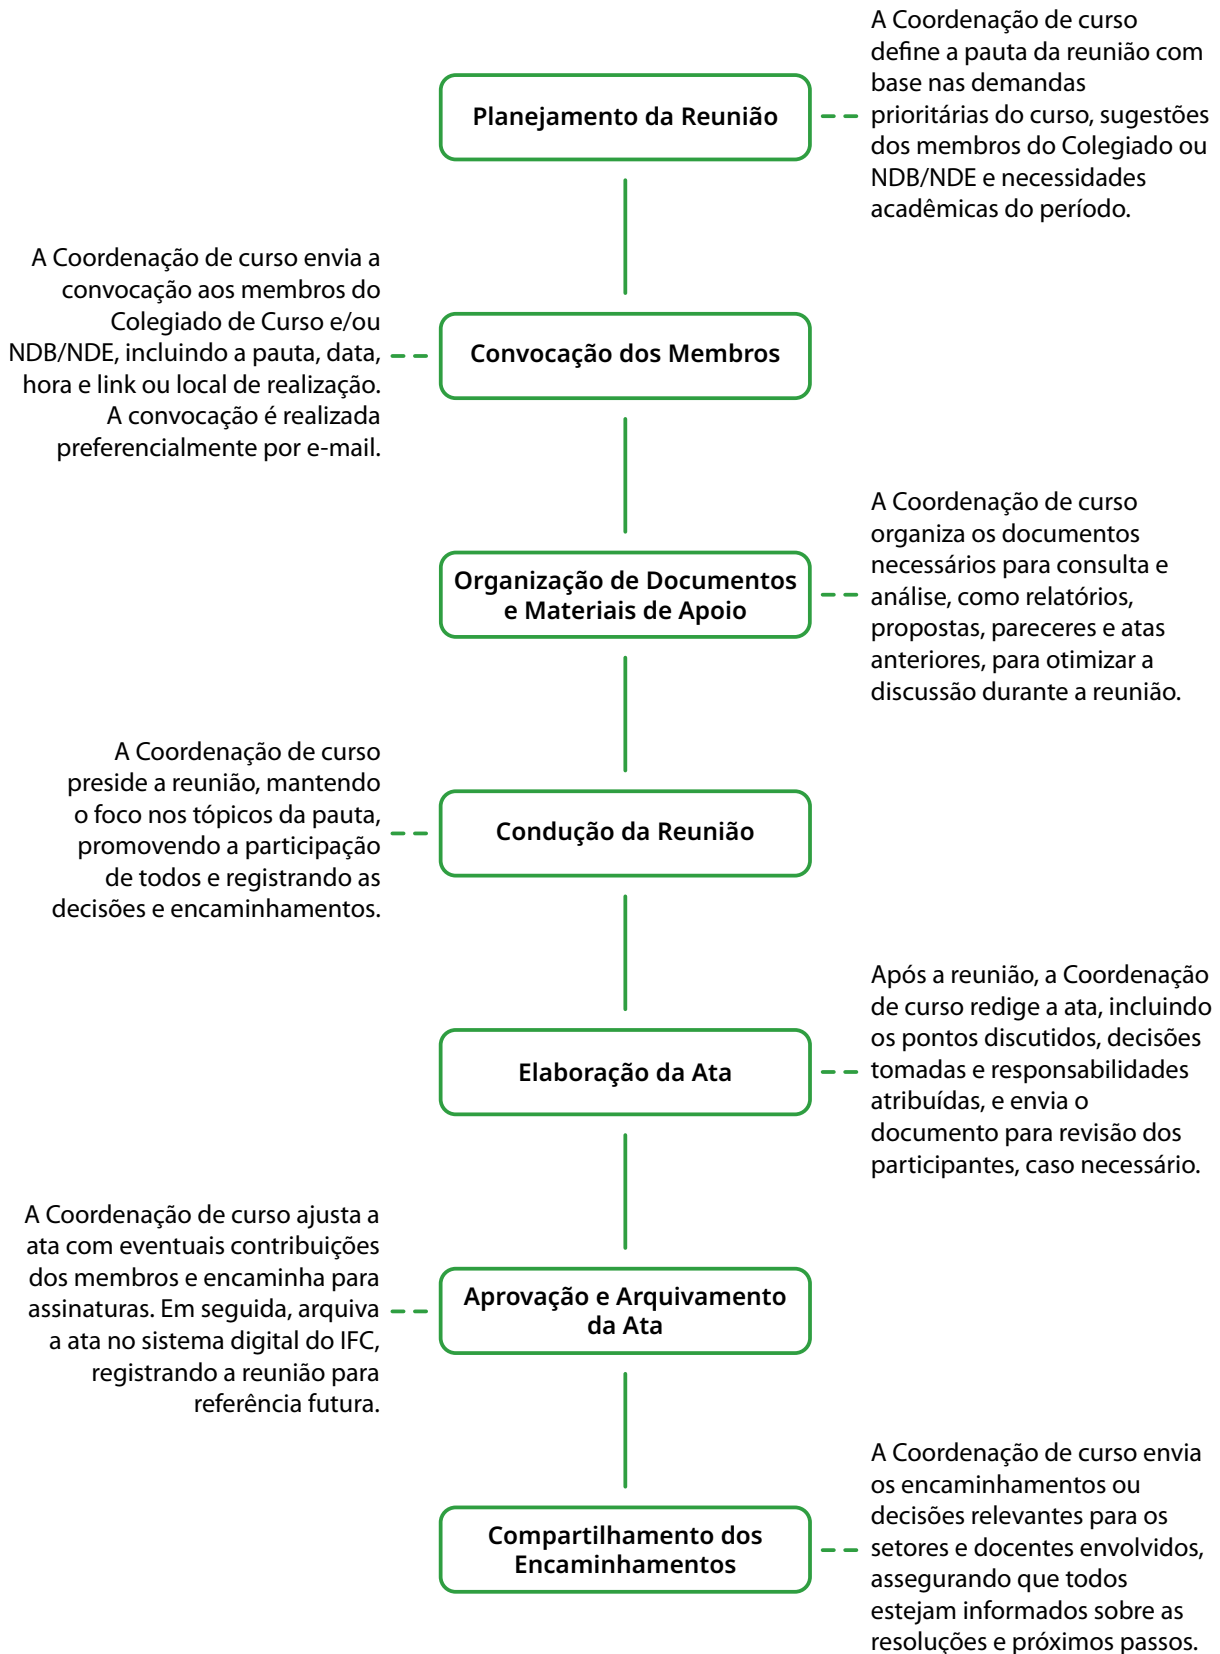 Planejamento da Reunião
A Coordenação de curso
define a pauta da reunião com
base nas demandas
prioritárias do curso, sugestões
dos membros do Colegiado ou
NDB/NDE e necessidades
acadêmicas do período.
Convocação dos Membros
A Coordenação de curso envia a
convocação aos membros do
Colegiado de Curso e/ou
NDB/NDE, incluindo a pauta, data,
hora e link ou local de realização.
A convocação é realizada
preferencialmente por e-mail.
Organização de Documentos
e Materiais de Apoio
A Coordenação de curso
organiza os documentos
necessários para consulta e
análise, como relatórios,
propostas, pareceres e atas
anteriores, para otimizar a
discussão durante a reunião.
Condução da Reunião
A Coordenação de curso
preside a reunião, mantendo
o foco nos tópicos da pauta,
promovendo a participação
de todos e registrando as
decisões e encaminhamentos.
Elaboração da Ata
Após a reunião, a Coordenação
de curso redige a ata, incluindo
os pontos discutidos, decisões
tomadas e responsabilidades
atribuídas, e envia o
documento para revisão dos
participantes, caso necessário.
Aprovação e Arquivamento
da Ata
A Coordenação de curso ajusta a
ata com eventuais contribuições
dos membros e encaminha para
assinaturas. Em seguida, arquiva
a ata no sistema digital do IFC,
registrando a reunião para
referência futura.
Compartilhamento dos
Encaminhamentos
A Coordenação de curso envia
os encaminhamentos ou
decisões relevantes para os
setores e docentes envolvidos,
assegurando que todos
estejam informados sobre as
resoluções e próximos passos.